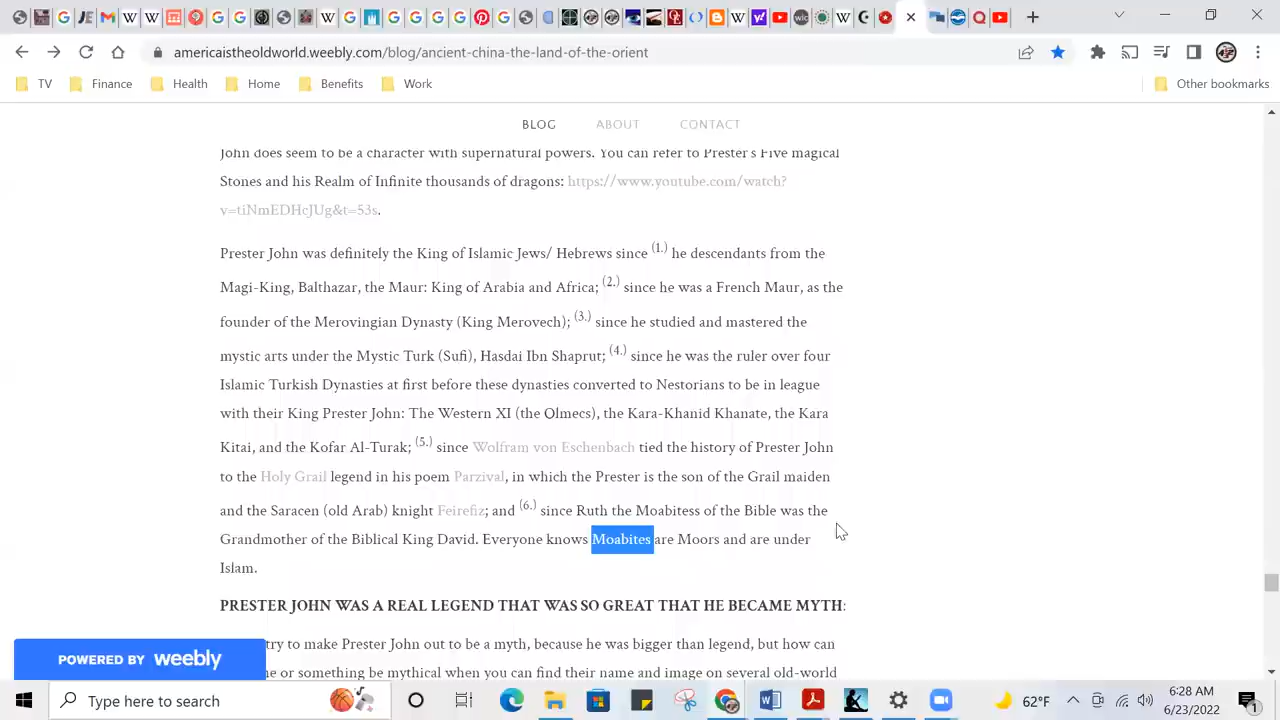 americaistheoldworld.weebly.com/blog/ancient-china-the-land-of-the-orient
TV Finance Health Home Benefits Work Other bookmarks
BLOG ABOUT CONTACT
John does seem to be a character with supernatural powers. You can refer to Prester's Five magical
Stones and his Realm of Infinite thousands of dragons: https://www.youtube.com/watch?
v=tiNmEDHcJUg&t=53s.
Prester John was definitely the King of Islamic Jews/ Hebrews since (1.) he descendants from the
Magi-King, Balthazar, the Maur: King of Arabia and Africa; (2.) since he was a French Maur, as the
founder of the Merovingian Dynasty (King Merovech); (3.) since he studied and mastered the
mystic arts under the Mystic Turk (Sufi), Hasdai Ibn Shaprut; (4.) since he was the ruler over four
Islamic Turkish Dynasties at first before these dynasties converted to Nestorians to be in league
with their King Prester John: The Western XI (the Olmecs), the Kara-Khanid Khanate, the Kara
Kitai, and the Kofar Al-Turak; (5.) since Wolfram von Eschenbach tied the history of Prester John
to the Holy Grail legend in his poem Parzival, in which the Prester is the son of the Grail maiden
and the Saracen (old Arab) knight Feirefiz; and (6.) since Ruth the Moabitess of the Bible was the
Grandmother of the Biblical King David. Everyone knows Moabites are Moors and are under
Islam.
PRESTER JOHN WAS A REAL LEGEND THAT WAS SO GREAT THAT HE BECAME MYTH:
try to make Prester John out to be a myth, because he was bigger than legend, but how can
or something be mythical when you can find their name and image on several old-world
POWERED BY weebly
Type here to search
62°F
6:28 AM
6/23/2022